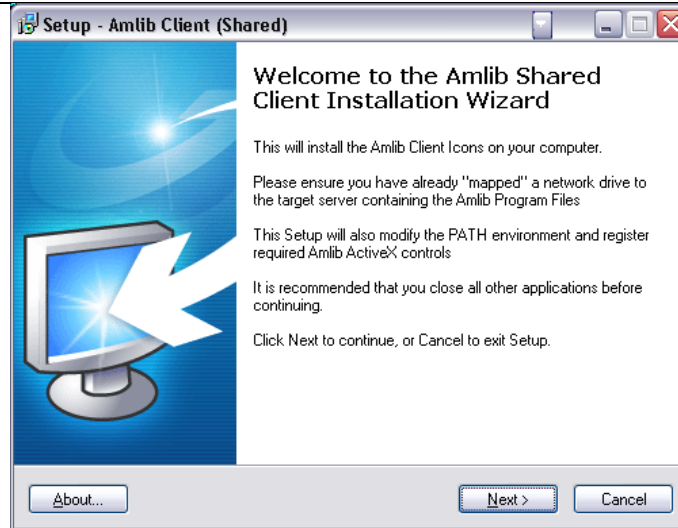 Setup - Amlib Client (Shared)
Welcome to the Amlib Shared
Client Installation Wizard
This will install the Amlib Client Icons on your computer.
Please ensure you have already "mapped" a network drive to
the target server containing the Amlib Program Files
This Setup will also modify the PATH environment and register
required Amlib ActiveX controls
It is recommended that you close all other applications before
continuing.
Click Next to continue, or Cancel to exit Setup.
About...
Next >
Cancel